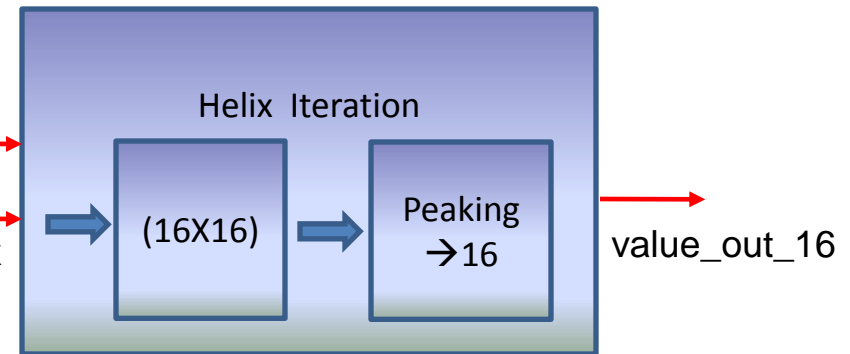 Helix Iteration
(16X16)
Peaking
→16
value_out_16